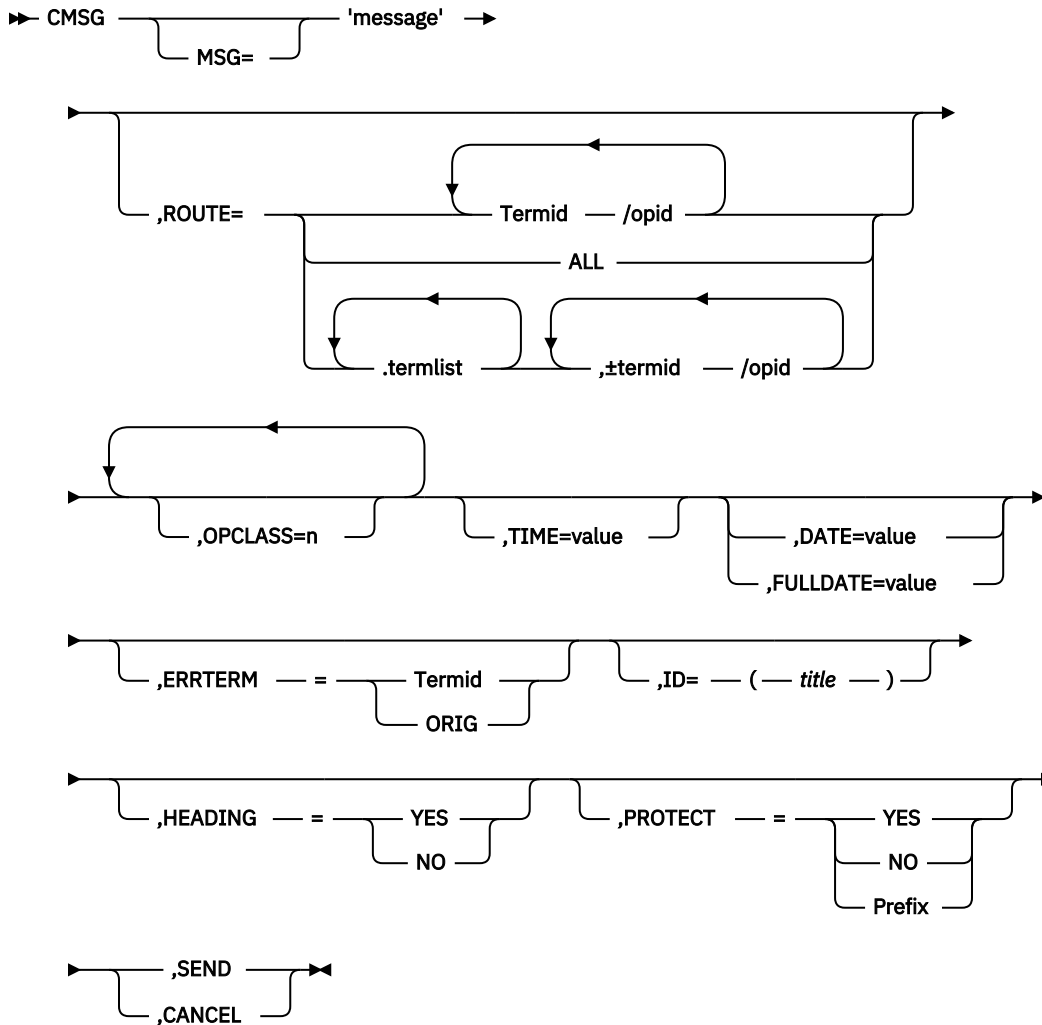 CMSG 'message'
MSG=
,ROUTE= Termid /opid
ALL
.termlist ,±termid /opid
,OPCLASS=n ,TIME=value ,DATE=value
,FULLDATE=value
,ERRTERM = Termid ,ID= ( title )
ORIG
,HEADING = YES ,PROTECT = YES
NO NO
Prefix
,SEND
,CANCEL